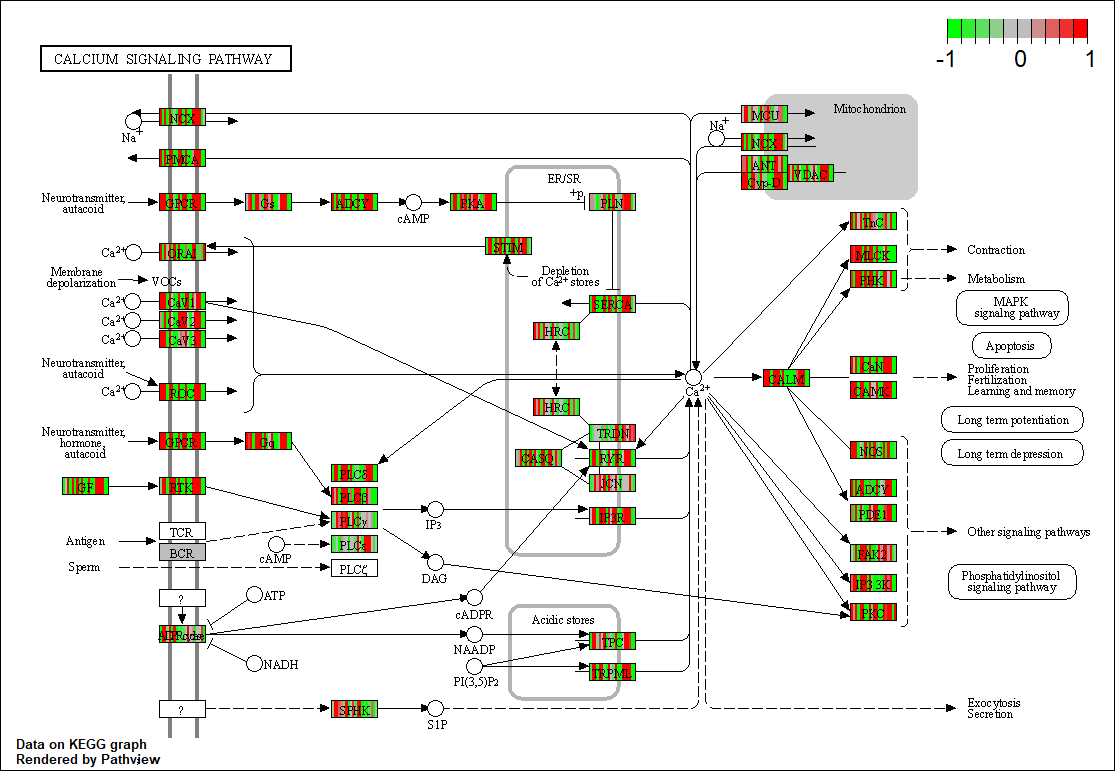 -1 0 1
CALCIUM SIGNALING PATHWAY
Mitochondrion
NCX
Na+
MCU
Na+
NCX
PMCA
ANT
VDAC
Cyp-D
ER/SR
+p
Neurotransmitter,
autacoid
GPCR
Gs
ADCY
cAMP
PKA
PLN
TnC
STIM
Contraction
Ca2+
ORAI
MLCK
Membrane
depolarization
VOCs
Depletion
of Ca2+ stores
PHK
Metabolism
Ca2+
CaV1
SERCA
MAPK
signalng pathway
Ca2+
CaV2
HRC
Ca2+
CaV3
Apoptosis
Neurotransmitter,
autacoid
Ca2+
ROC
Ca2+
CALM
CaN
CAMK
Proliferation
Fertilization
Learning and memory
HRC
Long term potentiation
Neurotransmitter,
hormone,
autacoid
GPCR
Gq
TRDN
CASQ
RYR
NOS
Long term depression
PLCδ
JCN
GF
RTK
PLCβ
ADCY
IP3
IP3R
PDE1
TCR
PLCγ
Antigen
BCR
cAMP
PLCε
FAK2
Other signaling pathways
Sperm
PLCζ
DAG
IP3 3K
Phosphatidylinositol
signaling pathway
?
ATP
cADPR
PKC
Acidic stores
NAADP
TPC
NADH
PI(3,5)P2
TRPML
?
SPHK
S1P
Exocytosis
Secretion
Data on KEGG graph
Rendered by Pathview